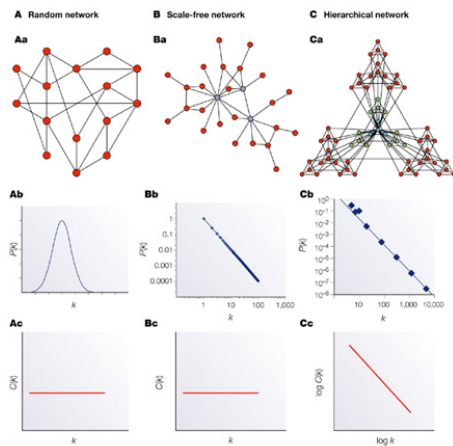 A Random network
B Scale-free network
C Hierarchical network
Aa
Ba
Ca
Ab
P(k)
k
Bb
P(k)
1
0.1
0.01
0.001
0.0001
1 10 100 1,000
k
Cb
P(k)
10⁰
10⁻¹
10⁻²
10⁻³
10⁻⁴
10⁻⁵
10⁻⁶
10⁻⁷
10⁻⁸
10 100 1,000 10,000
k
Ac
C(k)
k
Bc
C(k)
k
Cc
log C(k)
log k